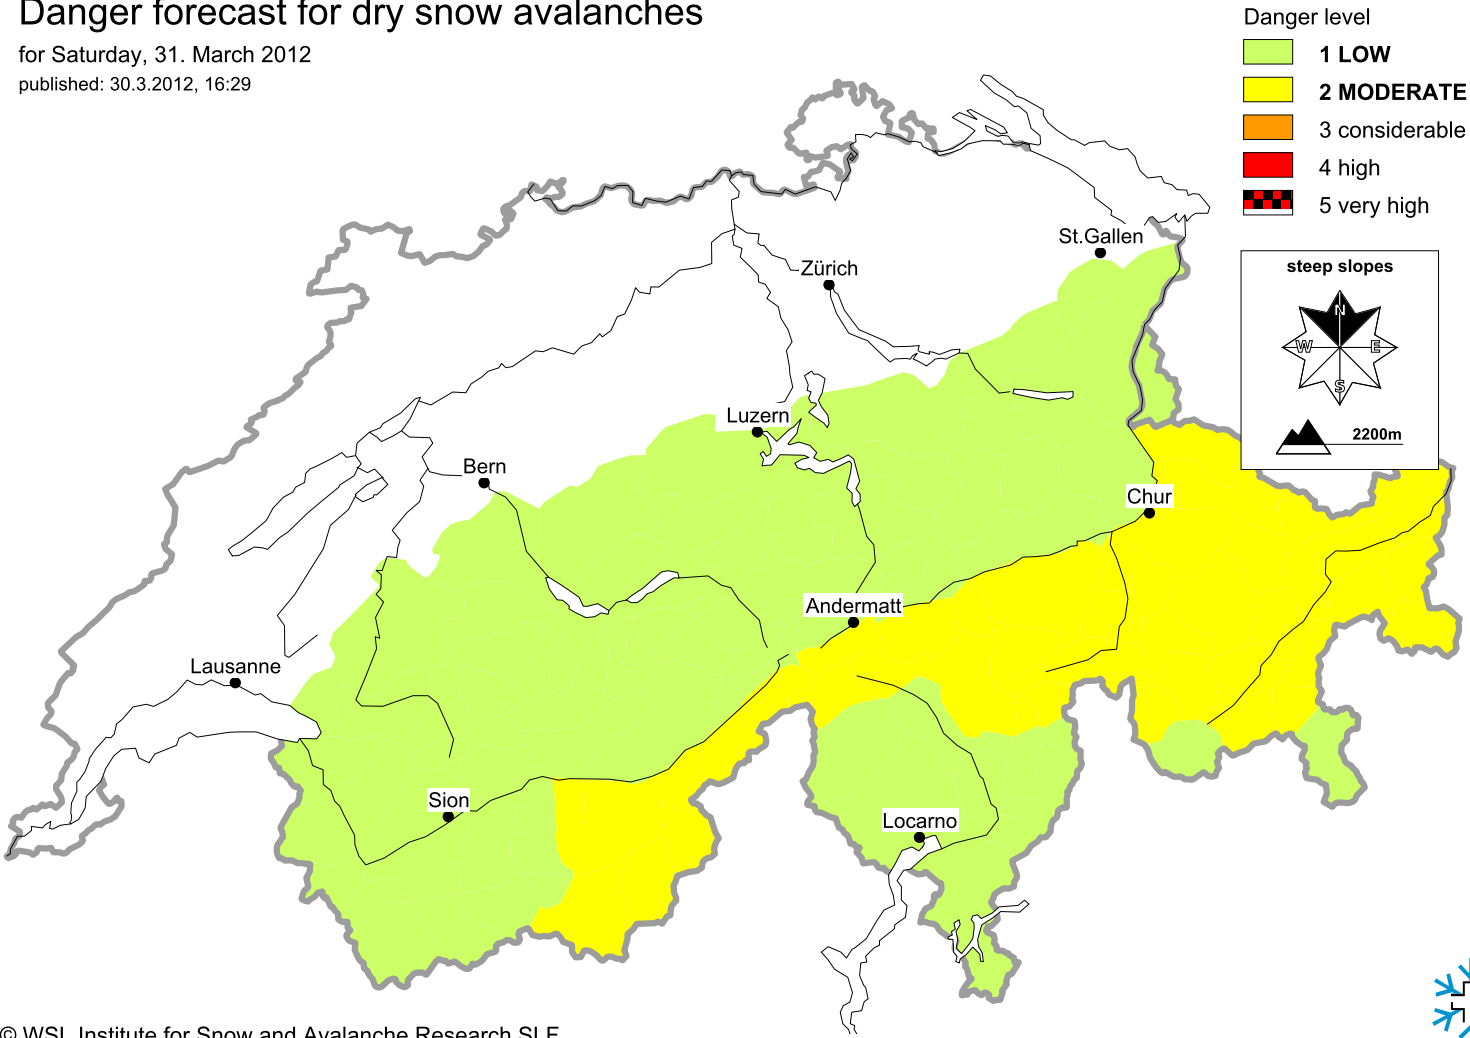 Danger forecast for dry snow avalanches
for Saturday, 31. March 2012
published: 30.3.2012, 16:29
Danger level
1 LOW
2 MODERATE
3 considerable
4 high
5 very high
steep slopes
N
W E
S
2200m
St.Gallen
Zürich
Luzern
Bern
Chur
Andermatt
Lausanne
Sion
Locarno
© WSL Institute for Snow and Avalanche Research SLF